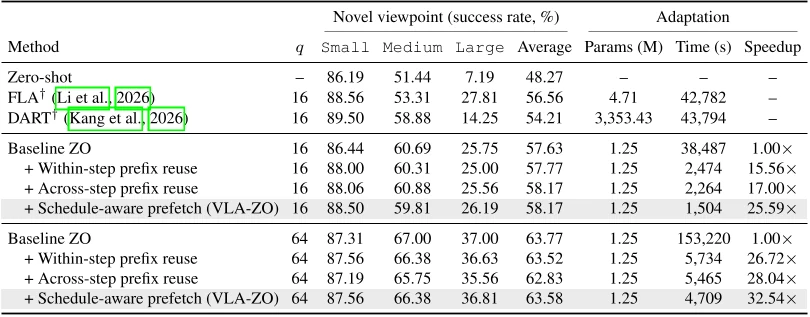 Novel viewpoint (success rate, %) Adaptation
Method q Small Medium Large Average Params (M) Time (s) Speedup
Zero-shot – 86.19 51.44 7.19 48.27 – – –
FLA† (Li et al., 2026) 16 88.56 53.31 27.81 56.56 4.71 42,782 –
DART† (Kang et al., 2026) 16 89.50 58.88 14.25 54.21 3,353.43 43,794 –
Baseline ZO 16 86.44 60.69 25.75 57.63 1.25 38,487 1.00×
+ Within-step prefix reuse 16 88.00 60.31 25.00 57.77 1.25 2,474 15.56×
+ Across-step prefix reuse 16 88.06 60.88 25.56 58.17 1.25 2,264 17.00×
+ Schedule-aware prefetch (VLA-ZO) 16 88.50 59.81 26.19 58.17 1.25 1,504 25.59×
Baseline ZO 64 87.31 67.00 37.00 63.77 1.25 153,220 1.00×
+ Within-step prefix reuse 64 87.56 66.38 36.63 63.52 1.25 5,734 26.72×
+ Across-step prefix reuse 64 87.19 65.75 35.56 62.83 1.25 5,465 28.04×
+ Schedule-aware prefetch (VLA-ZO) 64 87.56 66.38 36.81 63.58 1.25 4,709 32.54×